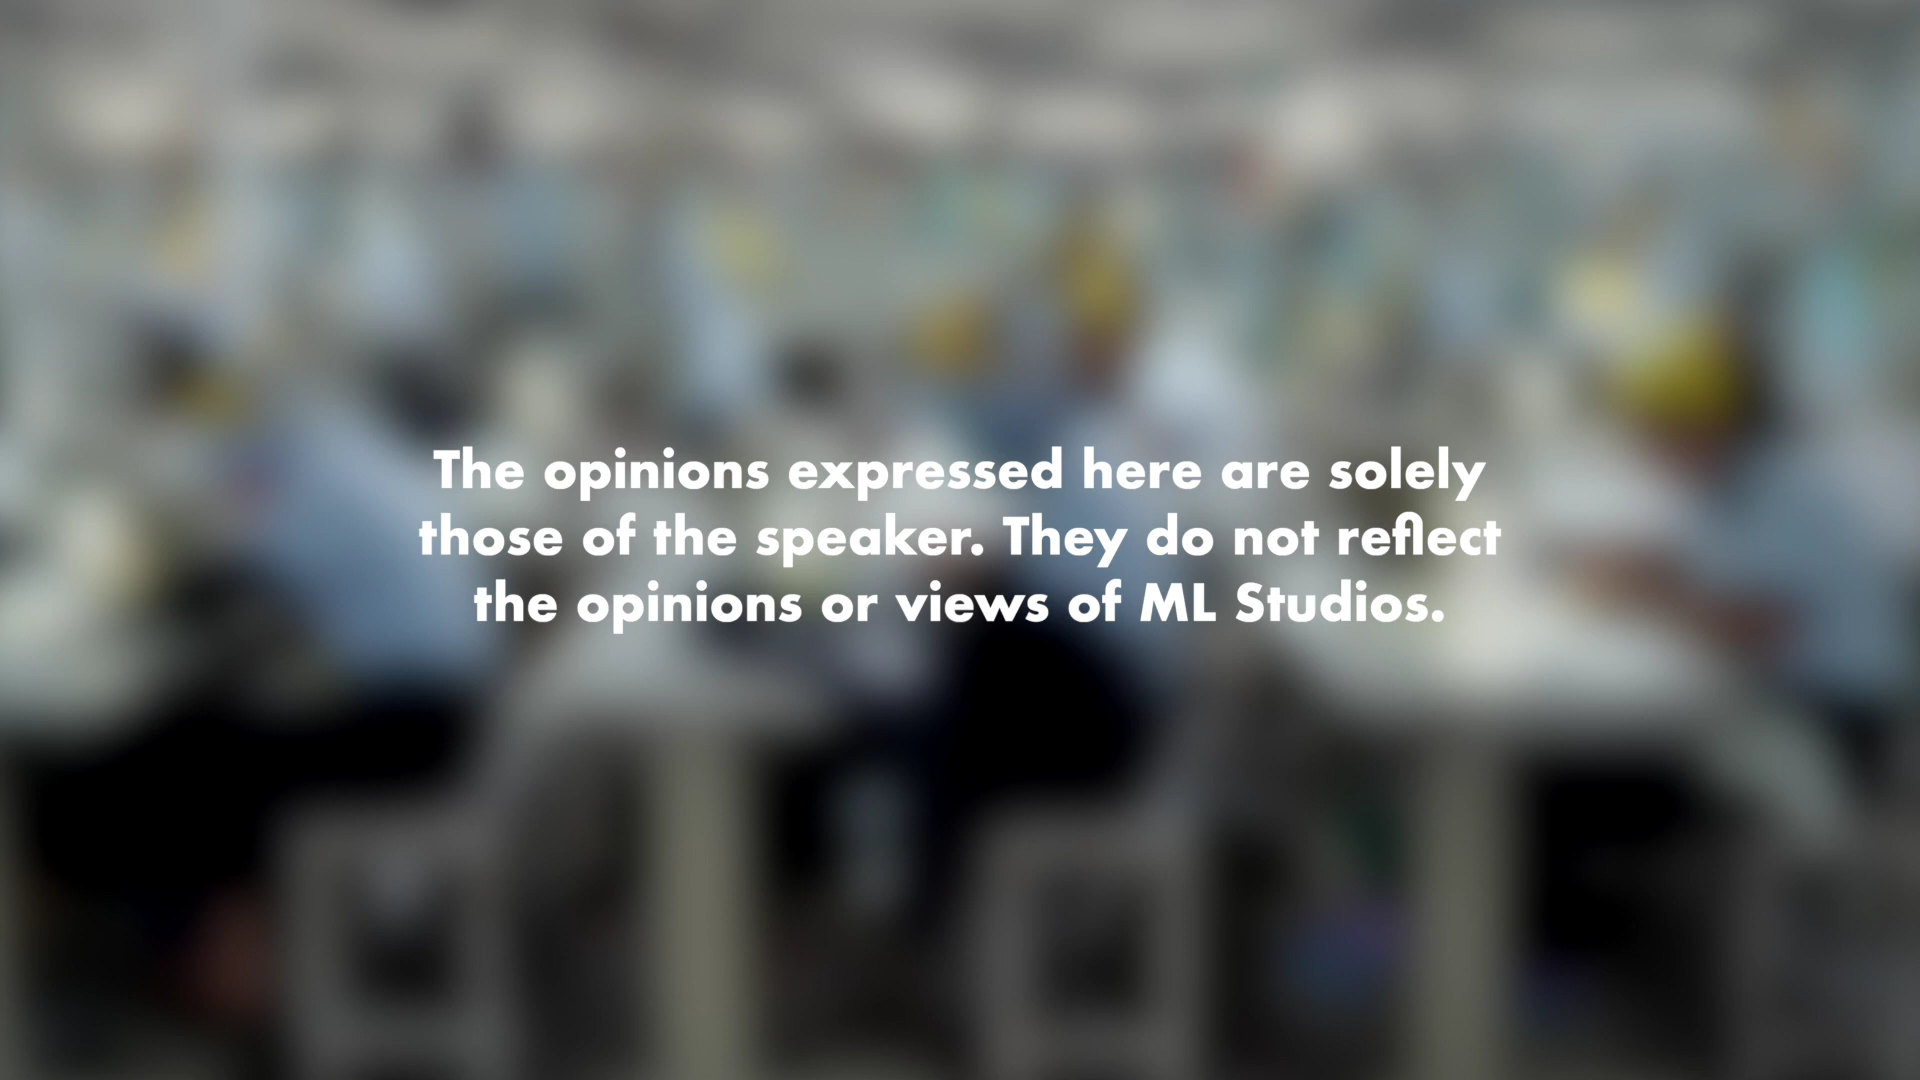 The opinions expressed here are solely
those of the speaker. They do not reflect
the opinions or views of ML Studios.